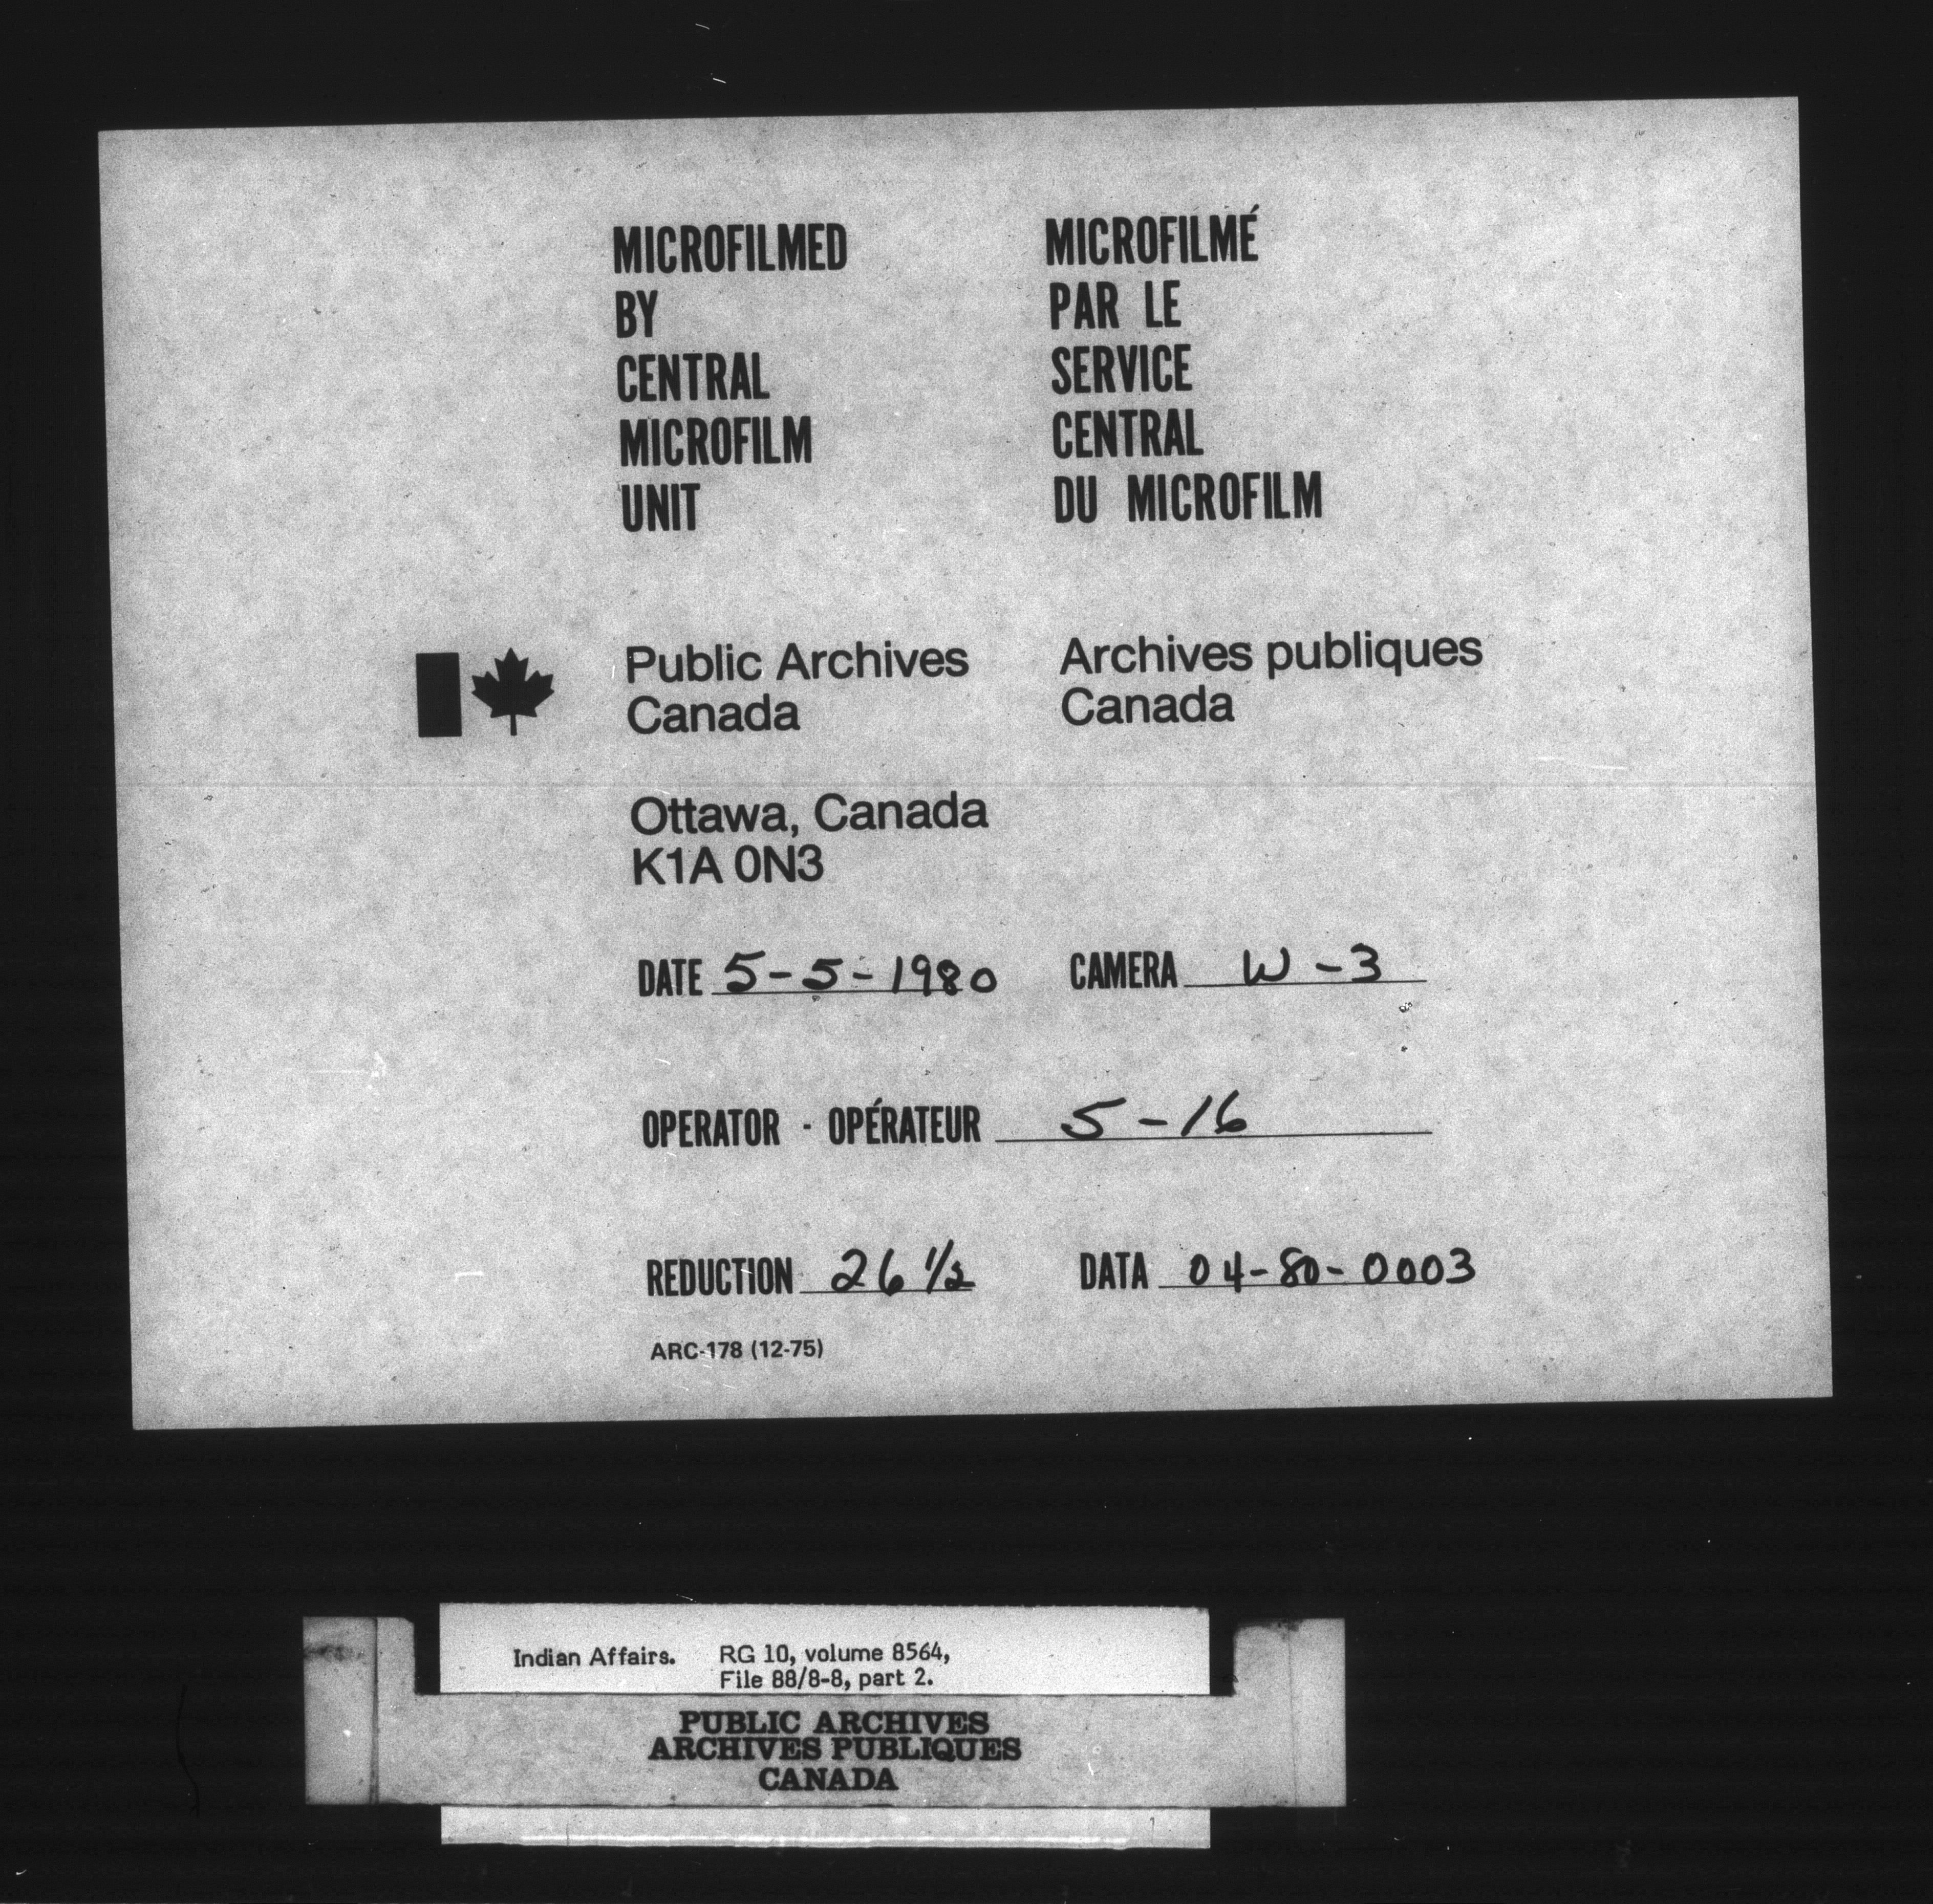 MICROFILMED
BY
CENTRAL
MICROFILM
UNIT
MICROFILMÉ
PAR LE
SERVICE
CENTRAL
DU MICROFILM
Public Archives
Canada
Archives publiques
Canada
Ottawa, Canada
K1A 0N3
DATE 5-5-1980 CAMERA W-3
OPERATOR - OPÉRATEUR 5-16
REDUCTION 26 1/2 DATA 04-80-0003
ARC-178 (12-75)
Indian Affairs. RG 10, volume 8564,
File 88/8-8, part 2.
PUBLIC ARCHIVES
ARCHIVES PUBLIQUES
CANADA